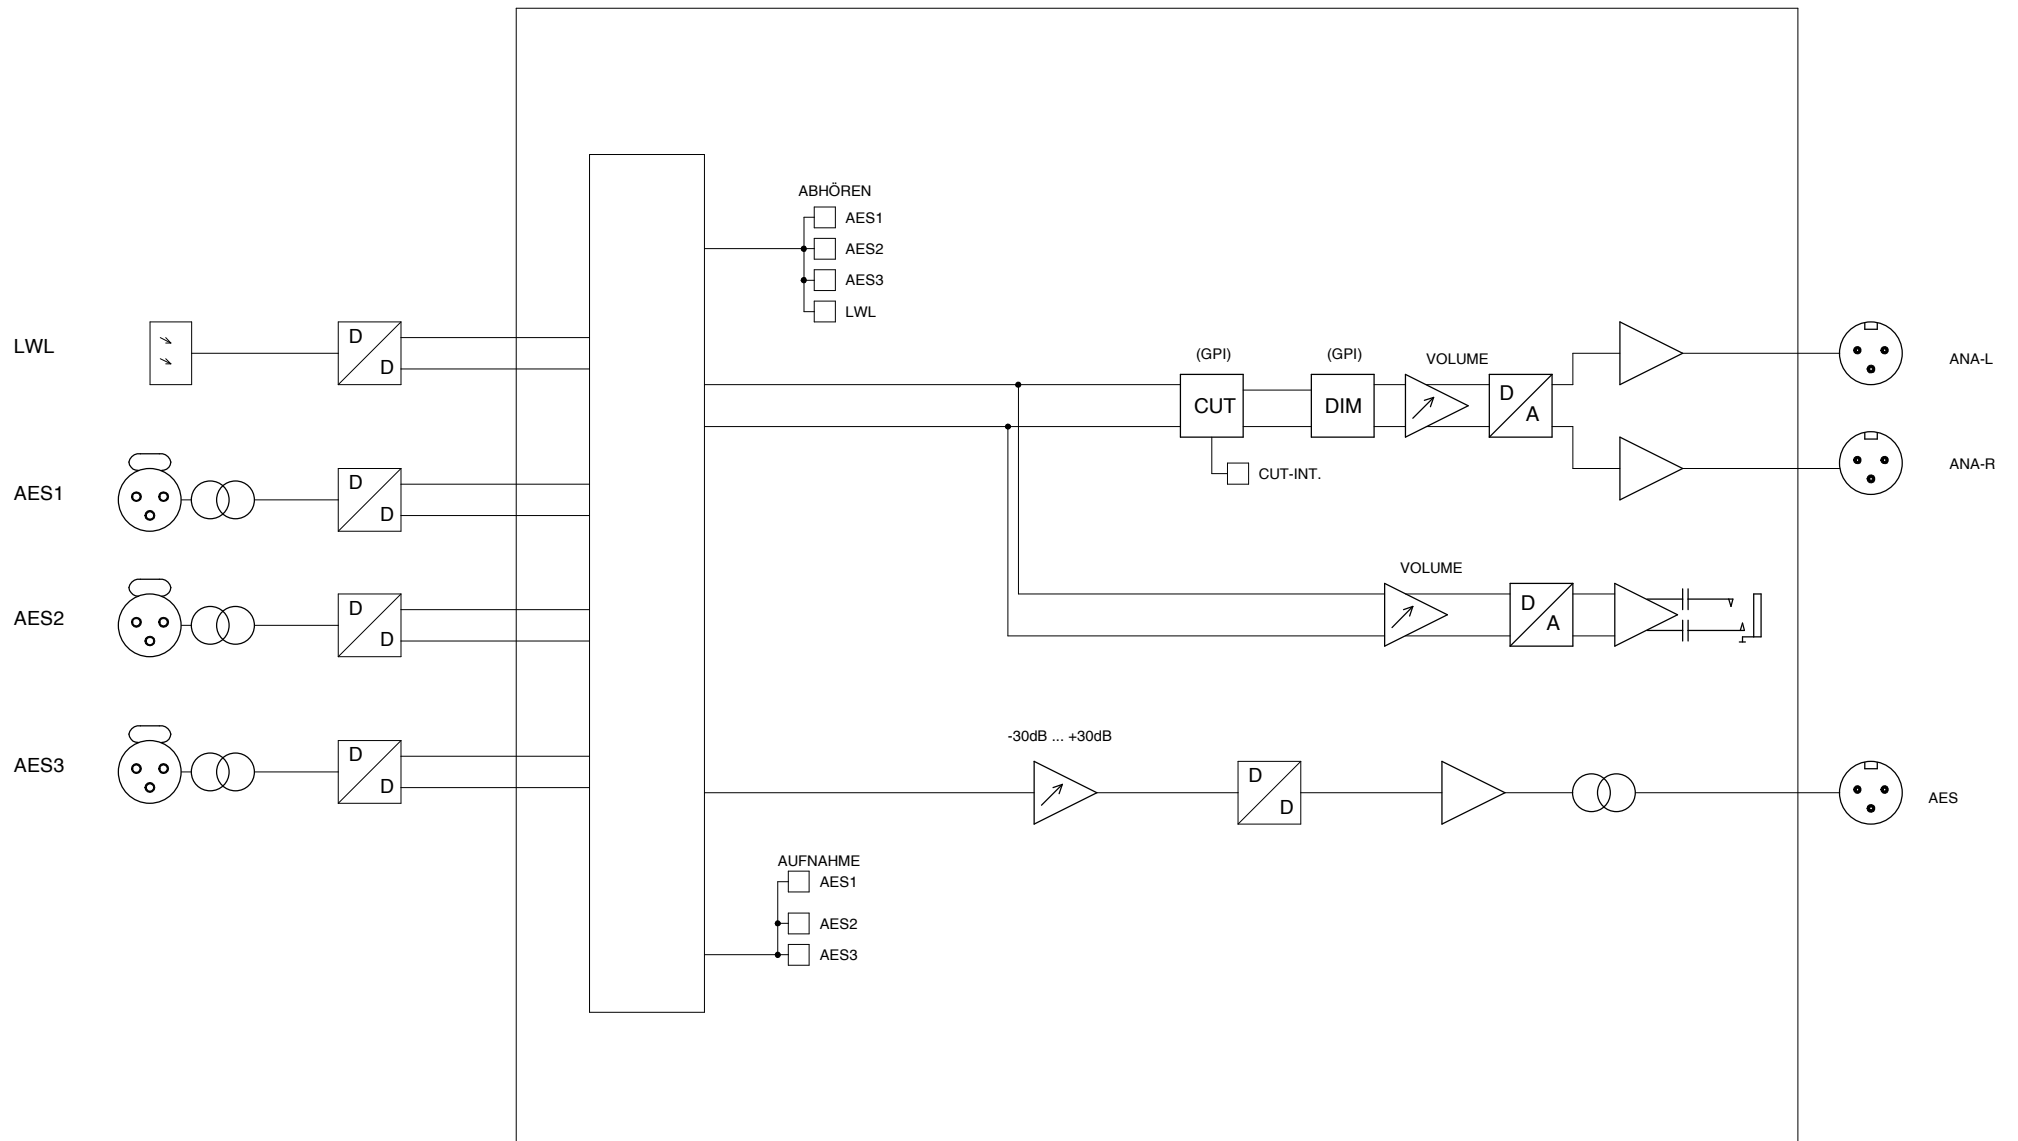 ABHÖREN
AES1
AES2
AES3
LWL
LWL
D
D
(GPI)
(GPI)
VOLUME
CUT
DIM
D
A
ANA-L
CUT-INT.
ANA-R
AES1
D
D
AES2
D
D
VOLUME
D
A
AES3
D
D
-30dB ... +30dB
D
D
AES
AUFNAHME
AES1
AES2
AES3